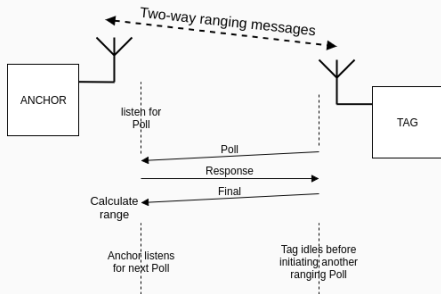 Two-way ranging messages
ANCHOR
TAG
listen for
Poll
Poll
Response
Final
Calculate
range
Anchor listens
for next Poll
Tag idles before
initiating another
ranging Poll